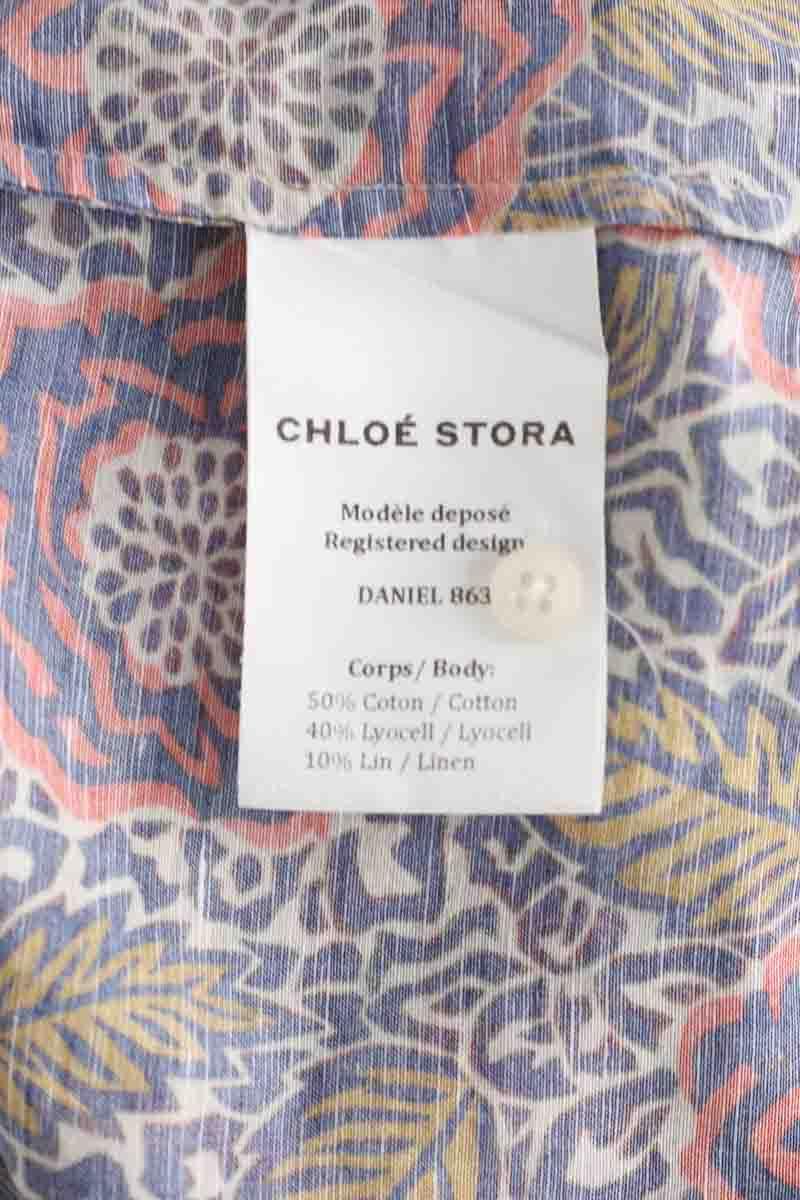 CHLOÉ STORA
Modèle deposé
Registered design
DANIEL 863
Corps / Body:
50% Coton / Cotton
40% Lyocell / Lyocell
10% Lin / Linen